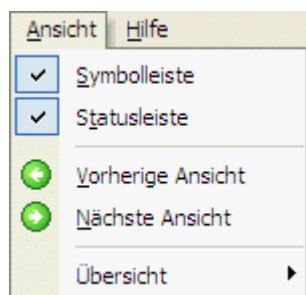 Ansicht Hilfe
Symbolleiste
Statusleiste
Vorherige Ansicht
Nächste Ansicht
Übersicht